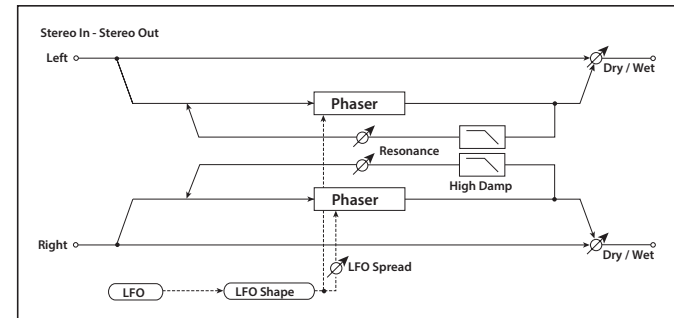 Stereo In - Stereo Out
Left
Dry / Wet
Phaser
Resonance
High Damp
Phaser
Right
Dry / Wet
LFO Spread
LFO
LFO Shape